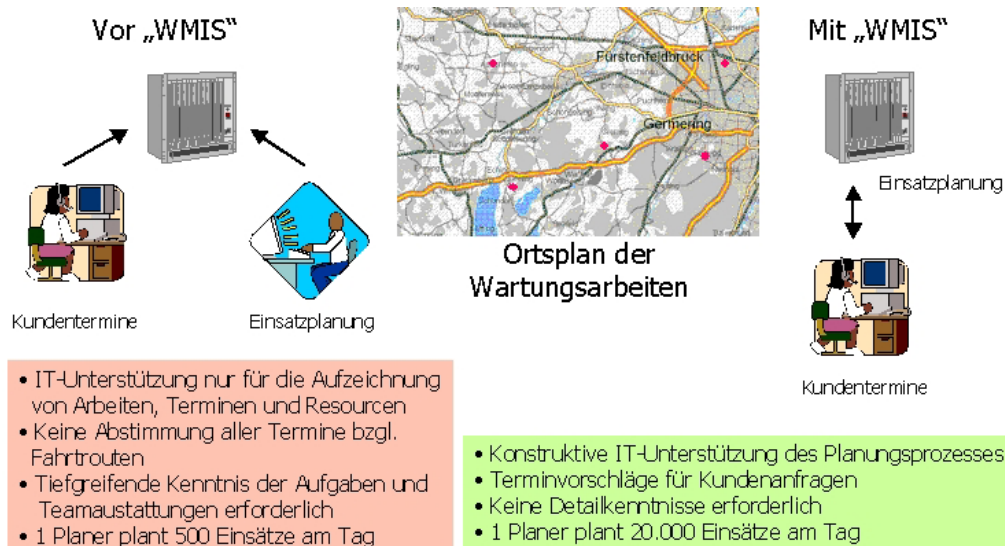 Vor „WMIS“
Mit „WMIS“
Fürstenfeldbruck
Germering
Einsatzplanung
Ortsplan der
Wartungsarbeiten
Kundentermine
Einsatzplanung
Kundentermine
• IT-Unterstützung nur für die Aufzeichnung
von Arbeiten, Terminen und Resourcen
• Keine Abstimmung aller Termine bzgl.
Fahrtrouten
• Tiefgreifende Kenntnis der Aufgaben und
Teamaustattungen erforderlich
• 1 Planer plant 500 Einsätze am Tag
• Konstruktive IT-Unterstützung des Planungsprozesses
• Terminvorschläge für Kundenanfragen
• Keine Detailkenntnisse erforderlich
• 1 Planer plant 20.000 Einsätze am Tag